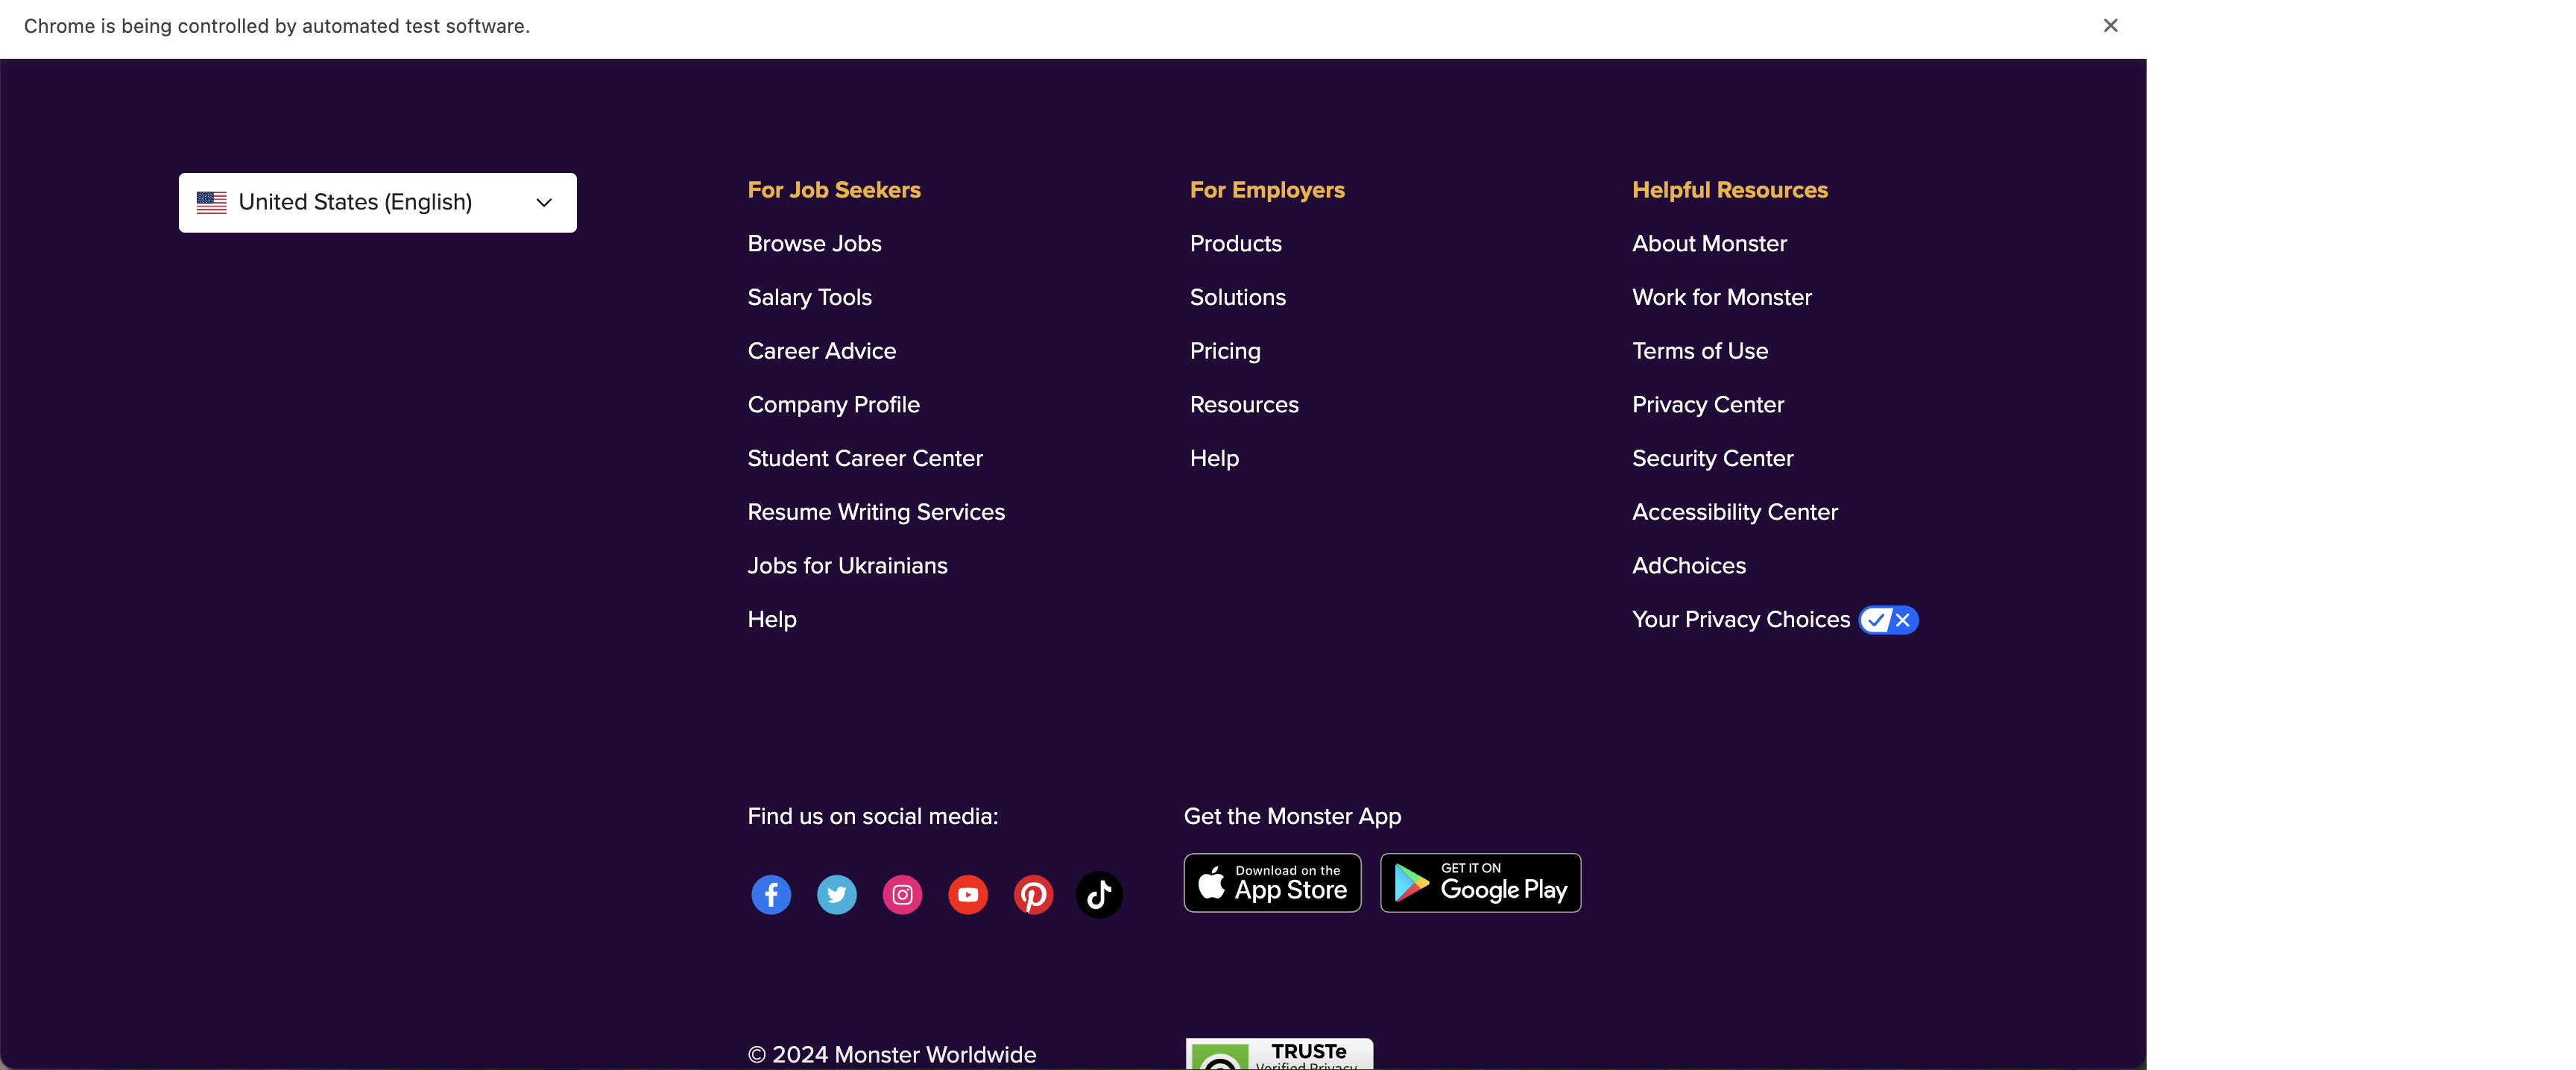 Chrome is being controlled by automated test software.
United States (English)
For Job Seekers
Browse Jobs
Salary Tools
Career Advice
Company Profile
Student Career Center
Resume Writing Services
Jobs for Ukrainians
Help
For Employers
Products
Solutions
Pricing
Resources
Help
Helpful Resources
About Monster
Work for Monster
Terms of Use
Privacy Center
Security Center
Accessibility Center
AdChoices
Your Privacy Choices
Find us on social media:
Get the Monster App
Download on the
App Store
GET IT ON
Google Play
© 2024 Monster Worldwide
TRUSTe
Verified Privacy